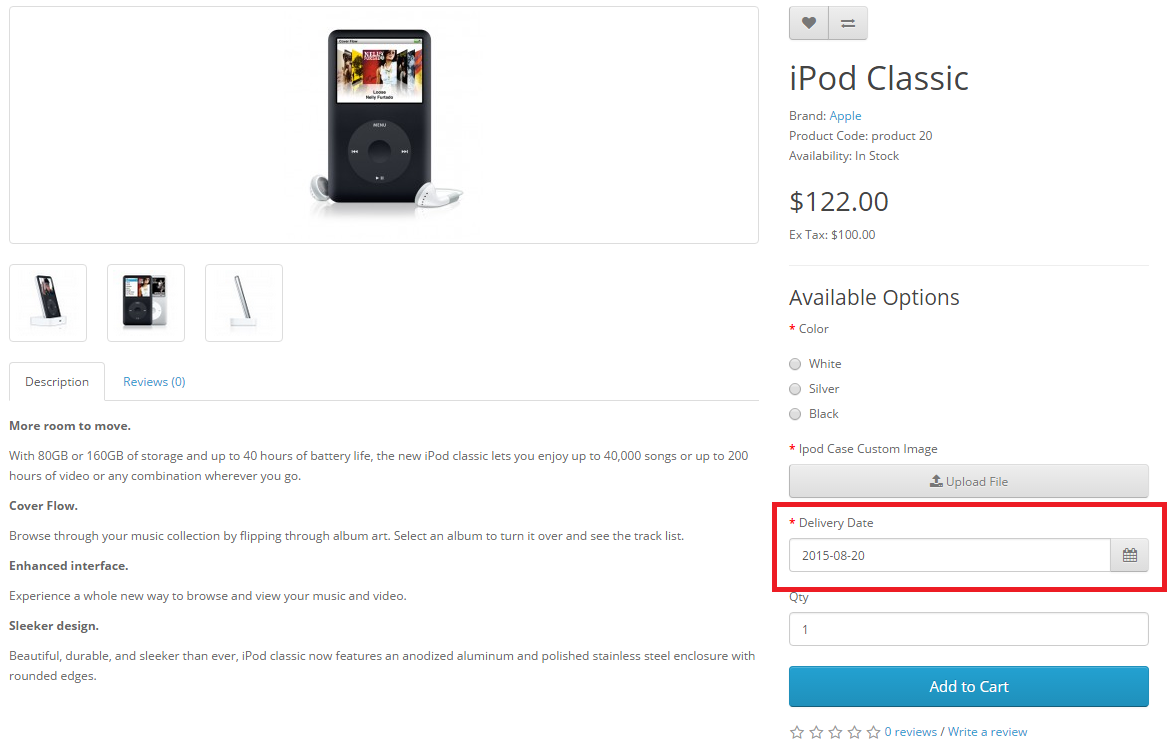 Cover Flow
NELLY
FURTADO
Loose
Nelly Furtado
MENU
Description
Reviews (0)
More room to move.
With 80GB or 160GB of storage and up to 40 hours of battery life, the new iPod classic lets you enjoy up to 40,000 songs or up to 200
hours of video or any combination wherever you go.
Cover Flow.
Browse through your music collection by flipping through album art. Select an album to turn it over and see the track list.
Enhanced interface.
Experience a whole new way to browse and view your music and video.
Sleeker design.
Beautiful, durable, and sleeker than ever, iPod classic now features an anodized aluminum and polished stainless steel enclosure with
rounded edges.
iPod Classic
Brand: Apple
Product Code: product 20
Availability: In Stock
$122.00
Ex Tax: $100.00
Available Options
* Color
White
Silver
Black
* Ipod Case Custom Image
Upload File
* Delivery Date
2015-08-20
Qty
1
Add to Cart
0 reviews / Write a review